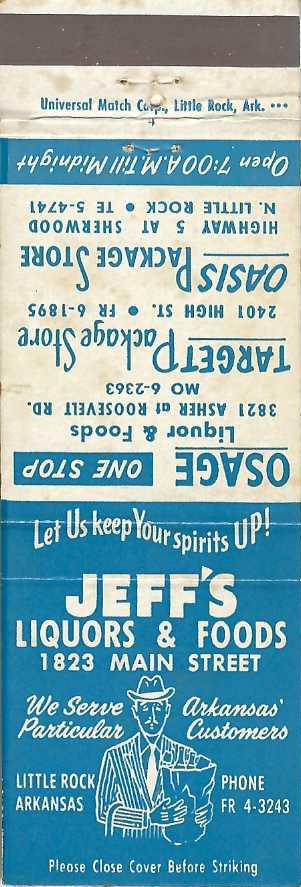 Universal Match Corp., Little Rock, Ark. •••
OSAGE ONE STOP
Liquor & Foods
3821 ASHER at ROOSEVELT RD.
MO 6-2363
TARGET Package Store
2401 HIGH ST. • FR 6-1895
OASIS PACKAGE STORE
HIGHWAY 5 AT SHERWOOD
N. LITTLE ROCK • TE 5-4741
Open 7:00 A.M. Till Midnight
Let Us keep Your spirits UP!
JEFF'S
LIQUORS & FOODS
1823 MAIN STREET
We Serve Arkansas'
Particular Customers
LITTLE ROCK PHONE
ARKANSAS FR 4-3243
Please Close Cover Before Striking